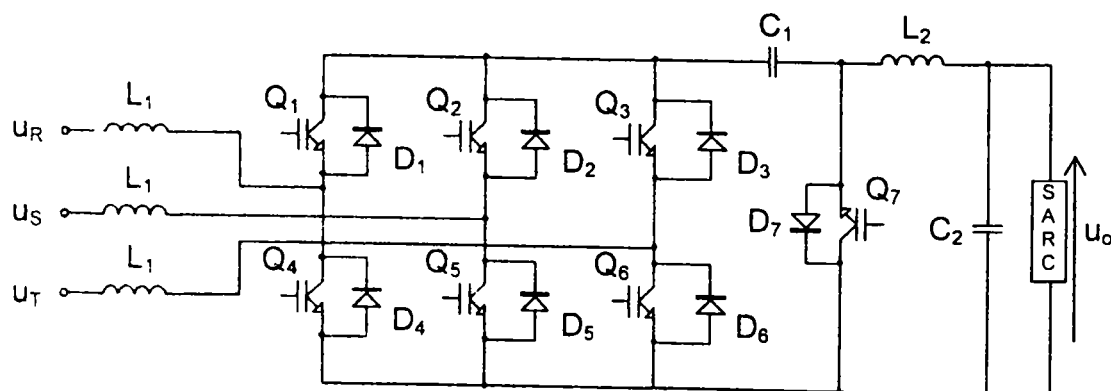 C₁
L₂
L₁
Q₁
Q₂
Q₃
u_R
D₁
D₂
D₃
L₁
Q₇
u_S
D₇
SARC
u_o
L₁
C₂
Q₄
Q₅
Q₆
u_T
D₄
D₅
D₆